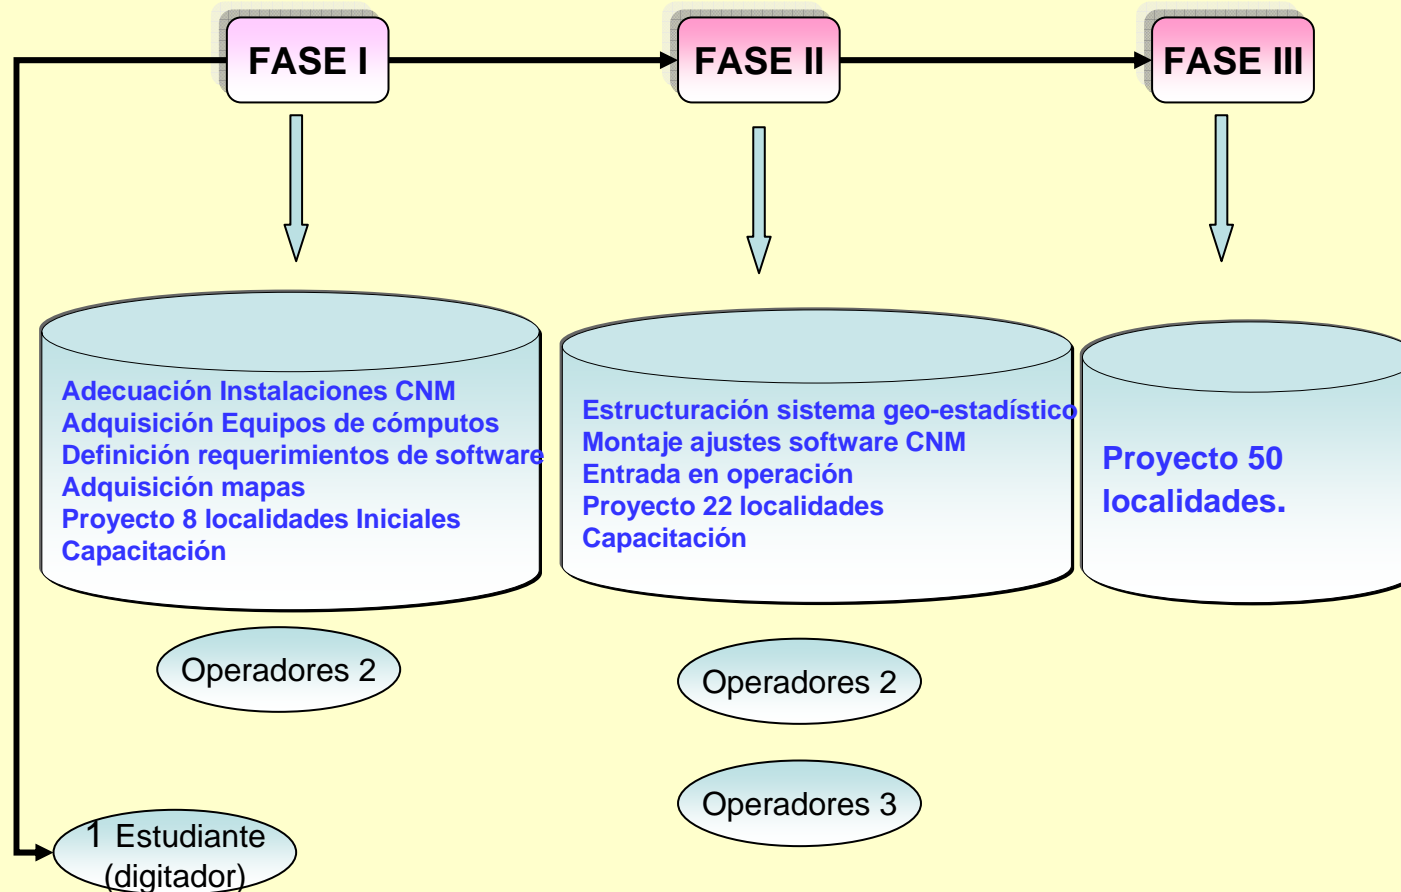 FASE I
FASE II
FASE III
Adecuación Instalaciones CNM
Adquisición Equipos de cómputos
Definición requerimientos de software
Adquisición mapas
Proyecto 8 localidades Iniciales
Capacitación
Estructuración sistema geo-estadístico
Montaje ajustes software CNM
Entrada en operación
Proyecto 22 localidades
Capacitación
Proyecto 50
localidades.
Operadores 2
Operadores 2
Operadores 3
1 Estudiante
(digitador)